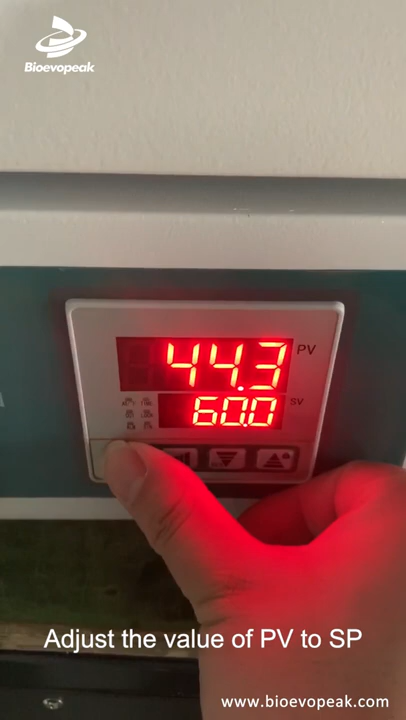 Bioevopeak
44.3 PV
60.0 SV
Adjust the value of PV to SP
www.bioevopeak.com